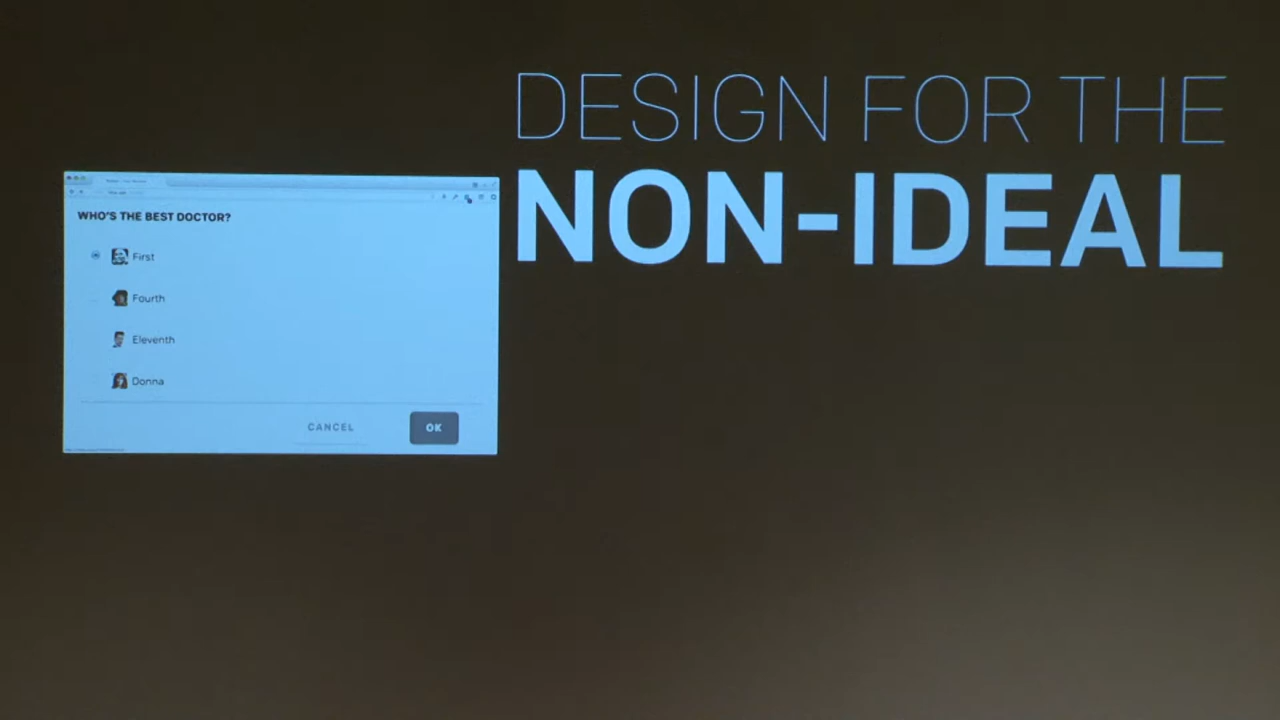 DESIGN FOR THE
NON-IDEAL
WHO'S THE BEST DOCTOR?
First
Fourth
Eleventh
Donna
CANCEL
OK